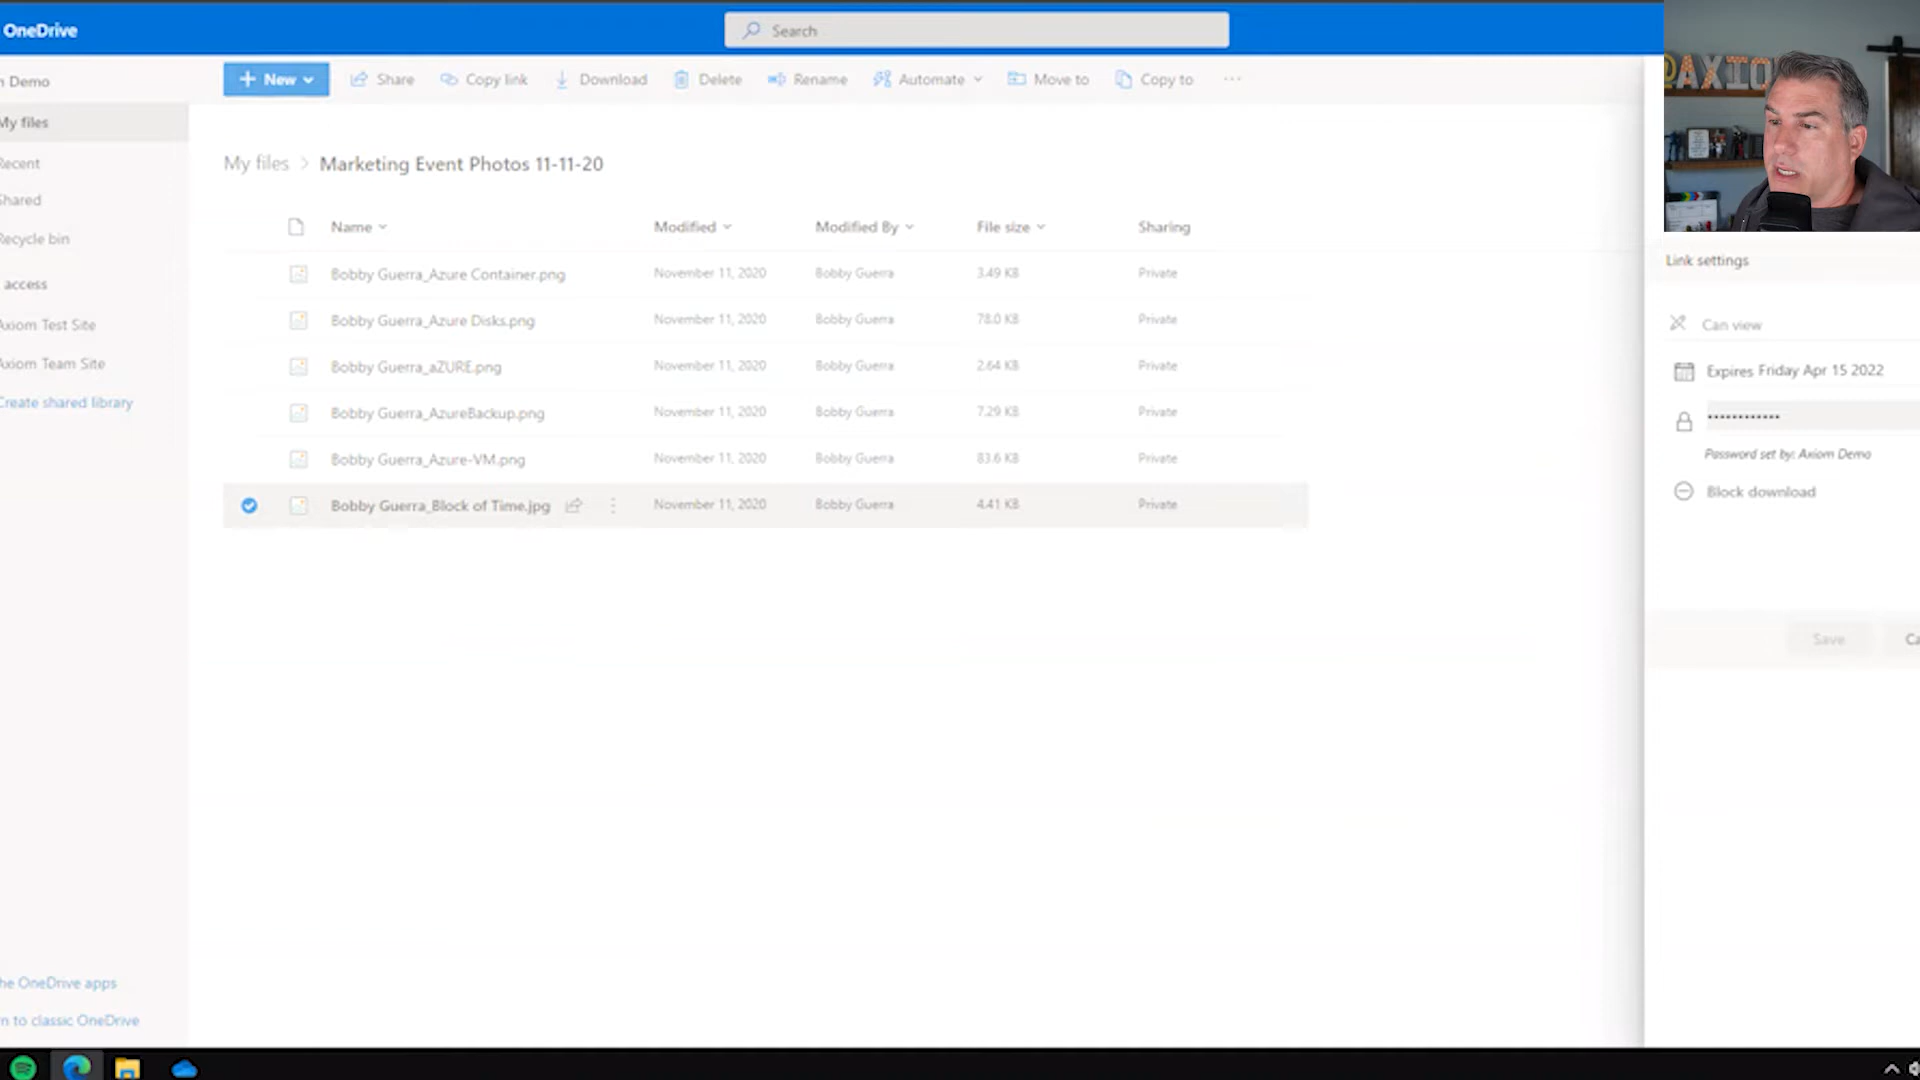 OneDrive
Search
n Demo
New
Share
Copy link
Download
Delete
Rename
Automate
Move to
Copy to
@AXIO
My files
Recent
Shared
Recycle bin
access
Axiom Test Site
Axiom Team Site
Create shared library
he OneDrive apps
n to classic OneDrive
My files > Marketing Event Photos 11-11-20
Name Modified Modified By File size Sharing
Bobby Guerra_Azure Container.png November 11, 2020 Bobby Guerra 3.49 KB Private
Bobby Guerra_Azure Disks.png November 11, 2020 Bobby Guerra 78.0 KB Private
Bobby Guerra_aZURE.png November 11, 2020 Bobby Guerra 2.64 KB Private
Bobby Guerra_AzureBackup.png November 11, 2020 Bobby Guerra 7.29 KB Private
Bobby Guerra_Azure-VM.png November 11, 2020 Bobby Guerra 83.6 KB Private
Bobby Guerra_Block of Time.jpg November 11, 2020 Bobby Guerra 4.41 KB Private
Link settings
Can view
Expires Friday Apr 15 2022
••••••••••••
Password set by: Axiom Demo
Block download
Save Ca